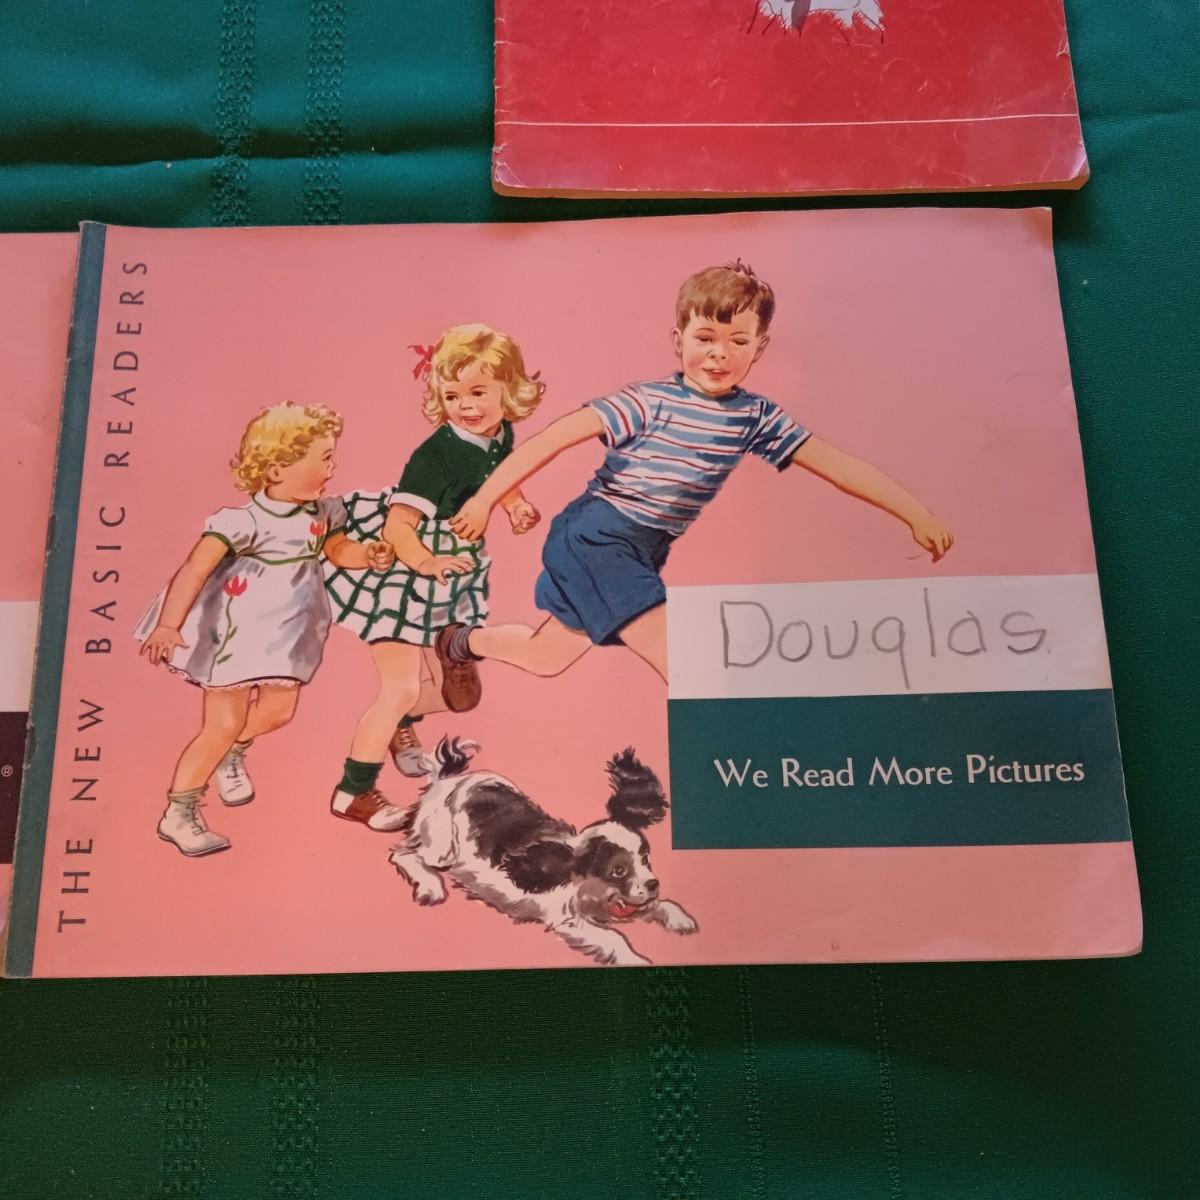 THE NEW BASIC READERS
Douglas
We Read More Pictures
®